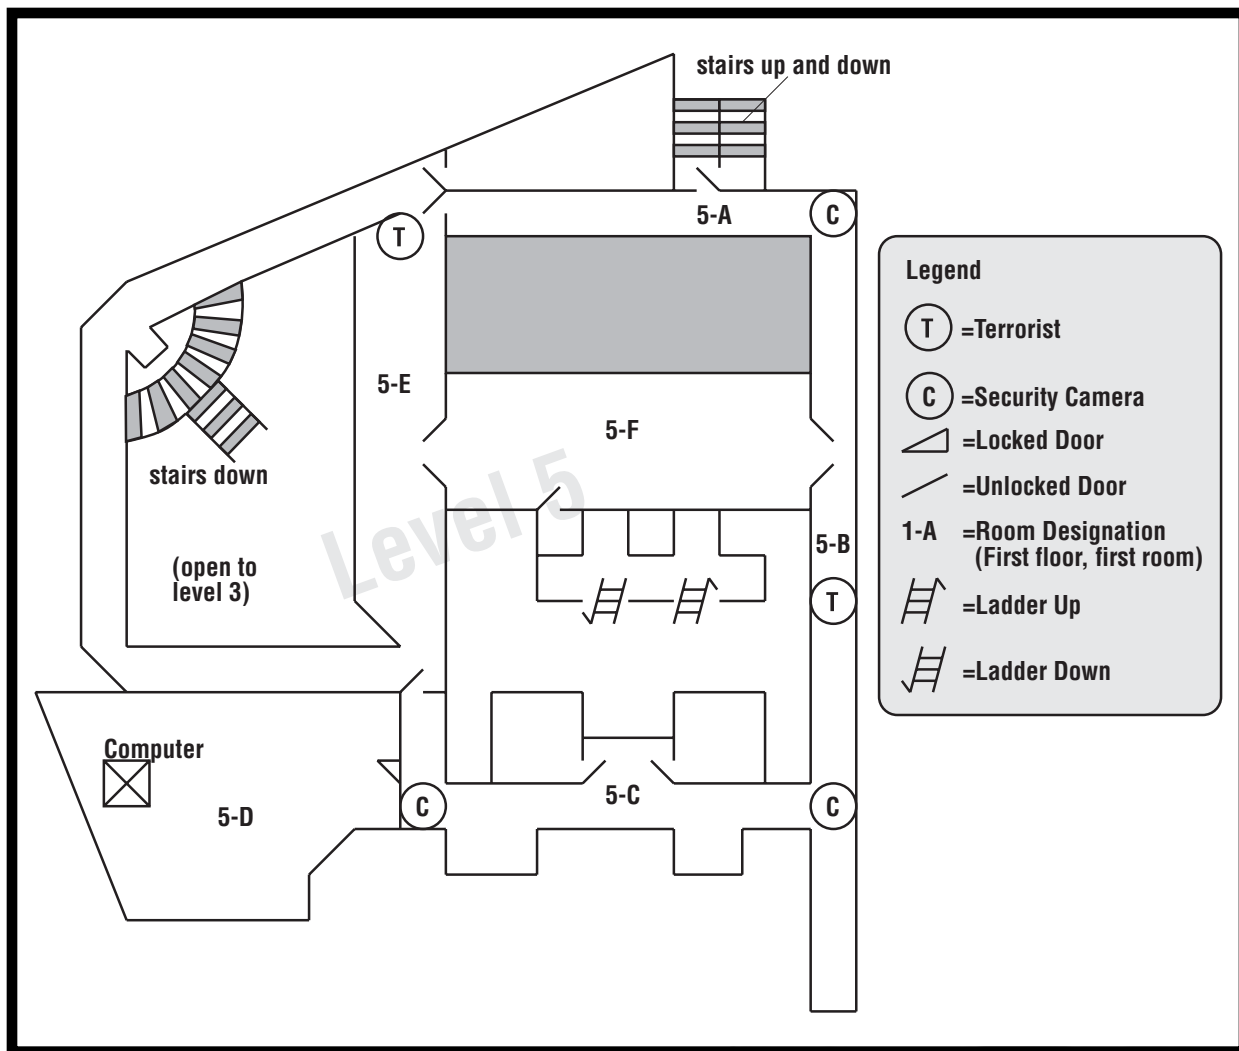 stairs up and down
5-A
C
T
Legend
T =Terrorist
C =Security Camera
=Locked Door
=Unlocked Door
1-A =Room Designation
(First floor, first room)
=Ladder Up
=Ladder Down
5-E
5-F
stairs down
Level 5
5-B
(open to
level 3)
T
Computer
5-D
C
5-C
C